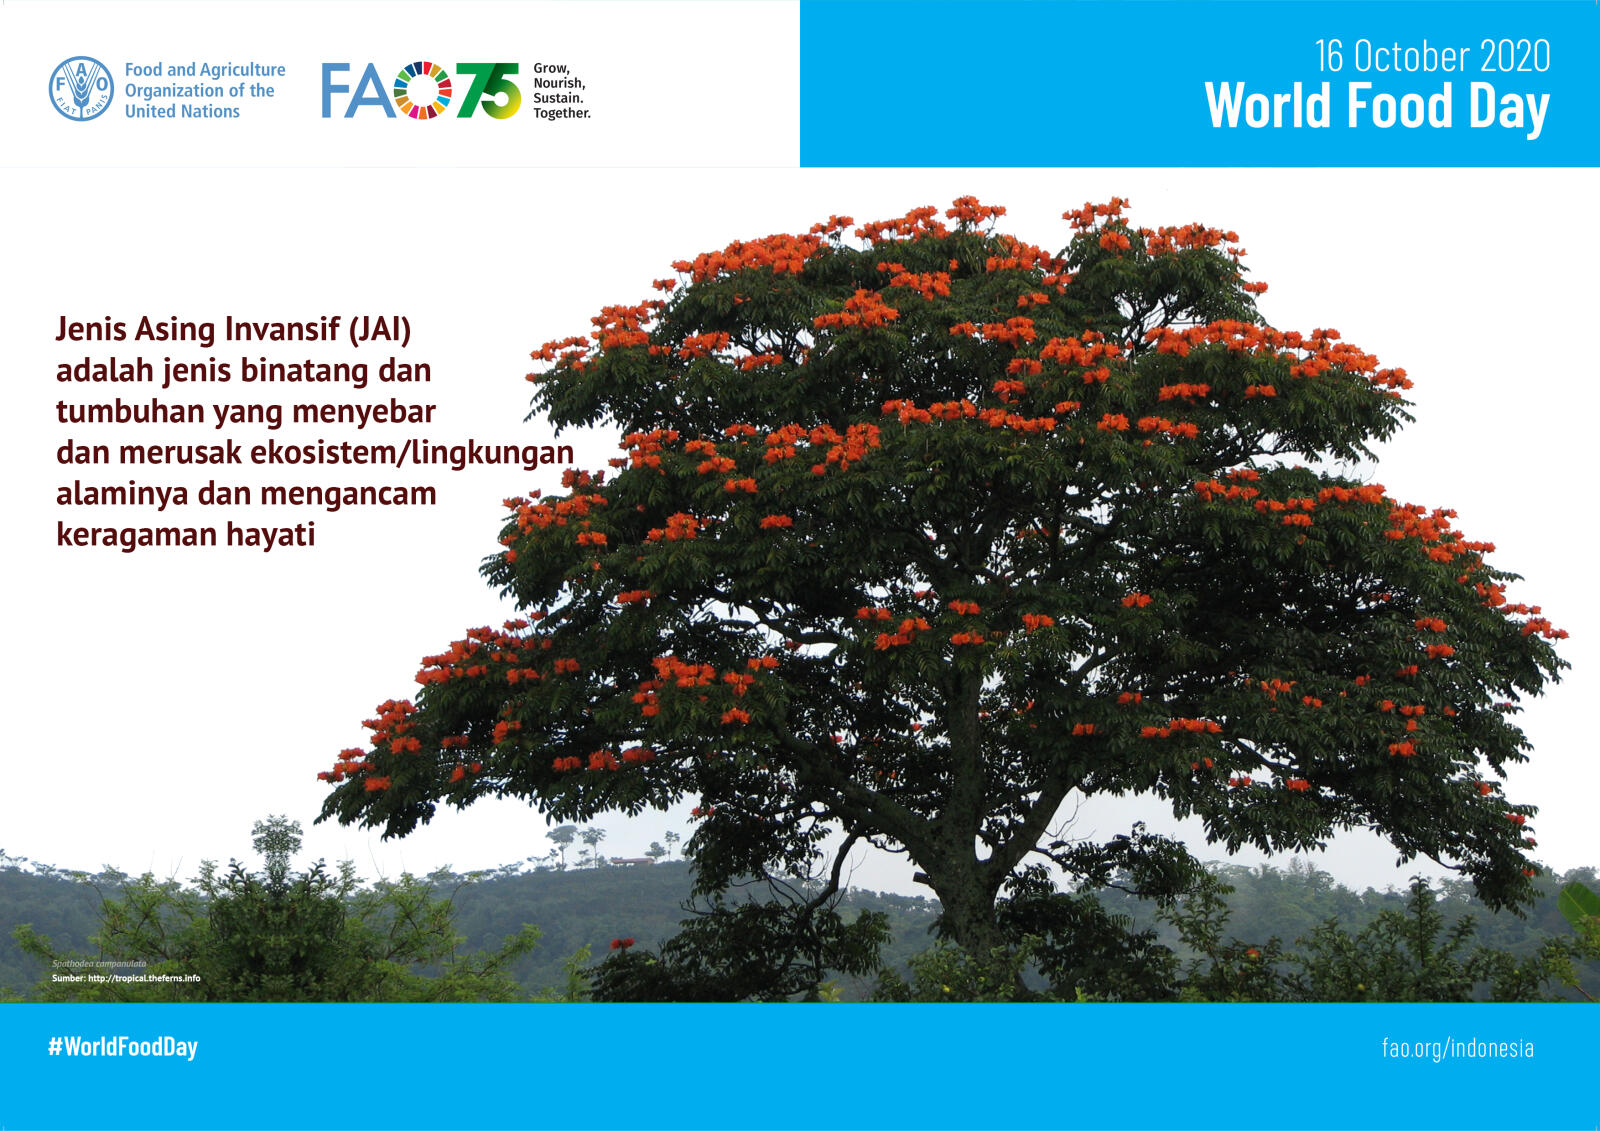 Food and Agriculture
Organization of the
United Nations
F A O
FIAT PANIS
FAO75
Grow,
Nourish,
Sustain.
Together.
16 October 2020
World Food Day
Jenis Asing Invansif (JAI)
adalah jenis binatang dan
tumbuhan yang menyebar
dan merusak ekosistem/lingkungan
alaminya dan mengancam
keragaman hayati
Spathodea campanulata
Sumber: http://tropical.theferns.info
#WorldFoodDay
fao.org/indonesia